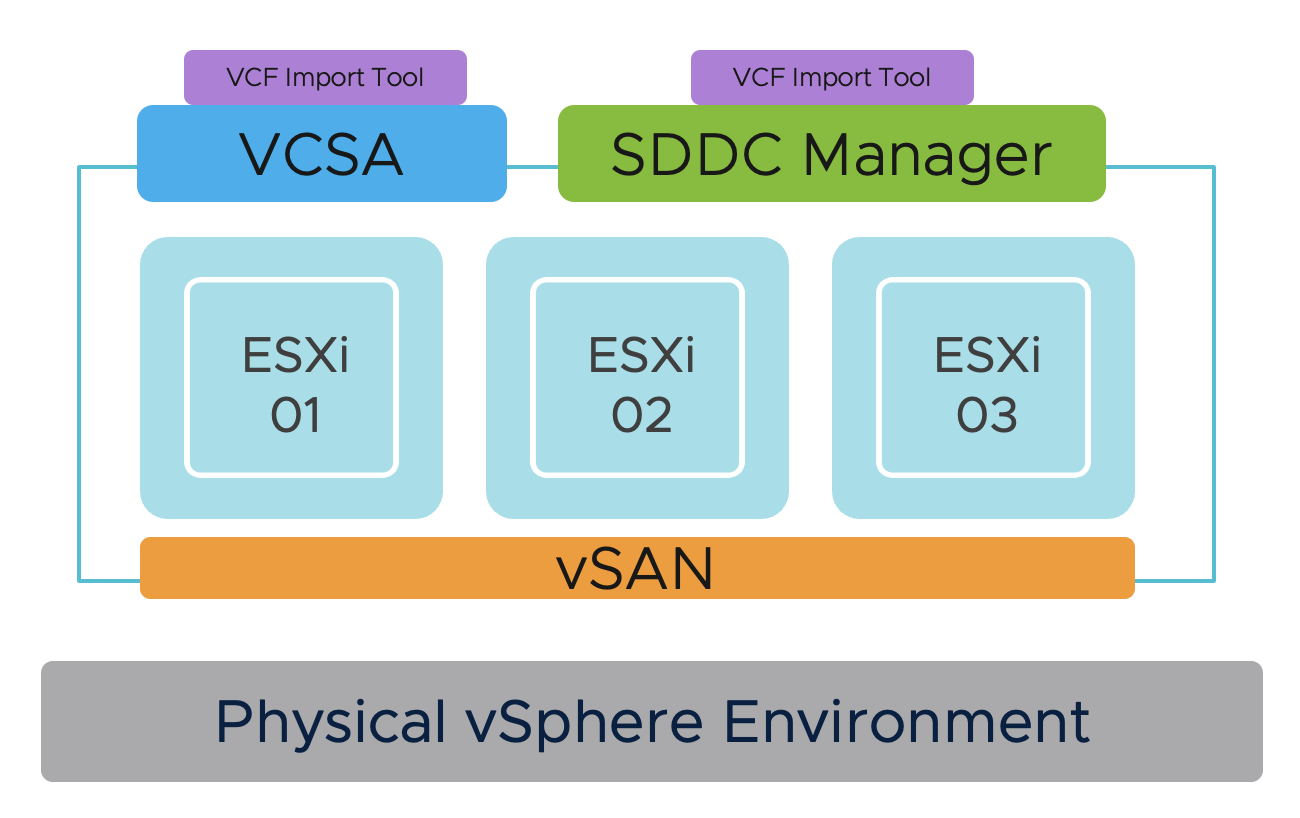 VCF Import Tool
VCF Import Tool
VCSA
SDDC Manager
ESXi
01
ESXi
02
ESXi
03
vSAN
Physical vSphere Environment